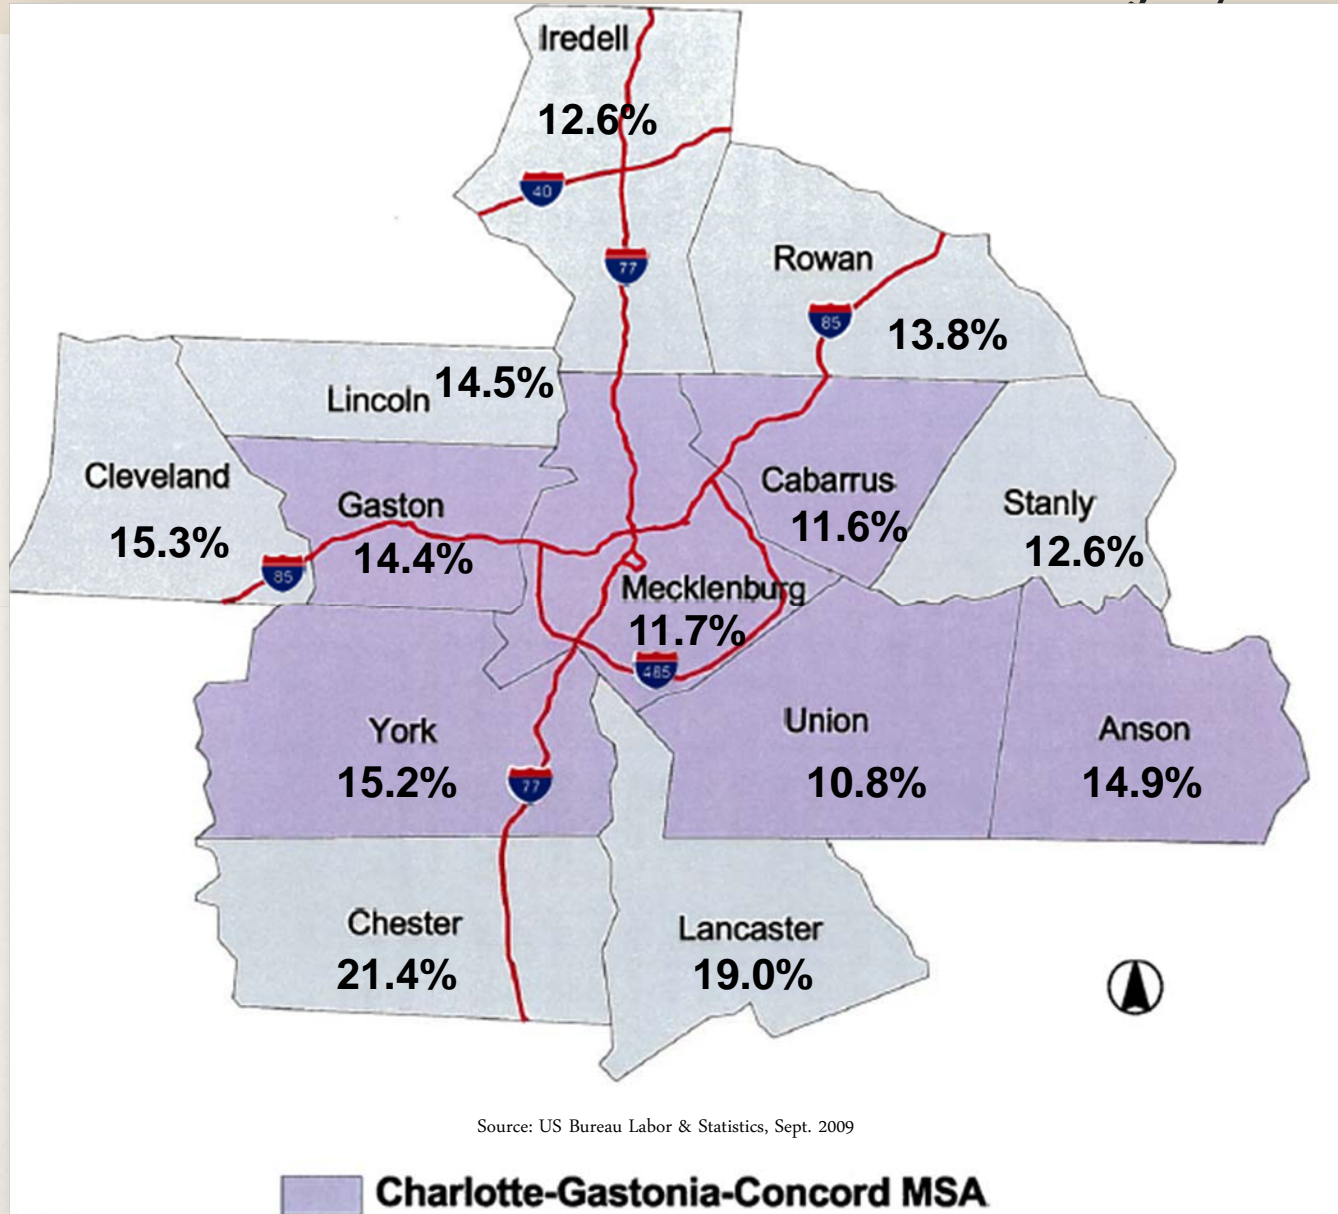 Iredell
12.6%
40
77
Rowan
85
13.8%
Lincoln 14.5%
Cleveland
15.3%
85
Gaston
14.4%
Cabarrus
11.6%
Stanly
12.6%
Mecklenburg
11.7%
485
York
15.2%
77
Union
10.8%
Anson
14.9%
Chester
21.4%
Lancaster
19.0%
Source: US Bureau Labor & Statistics, Sept. 2009
Charlotte-Gastonia-Concord MSA